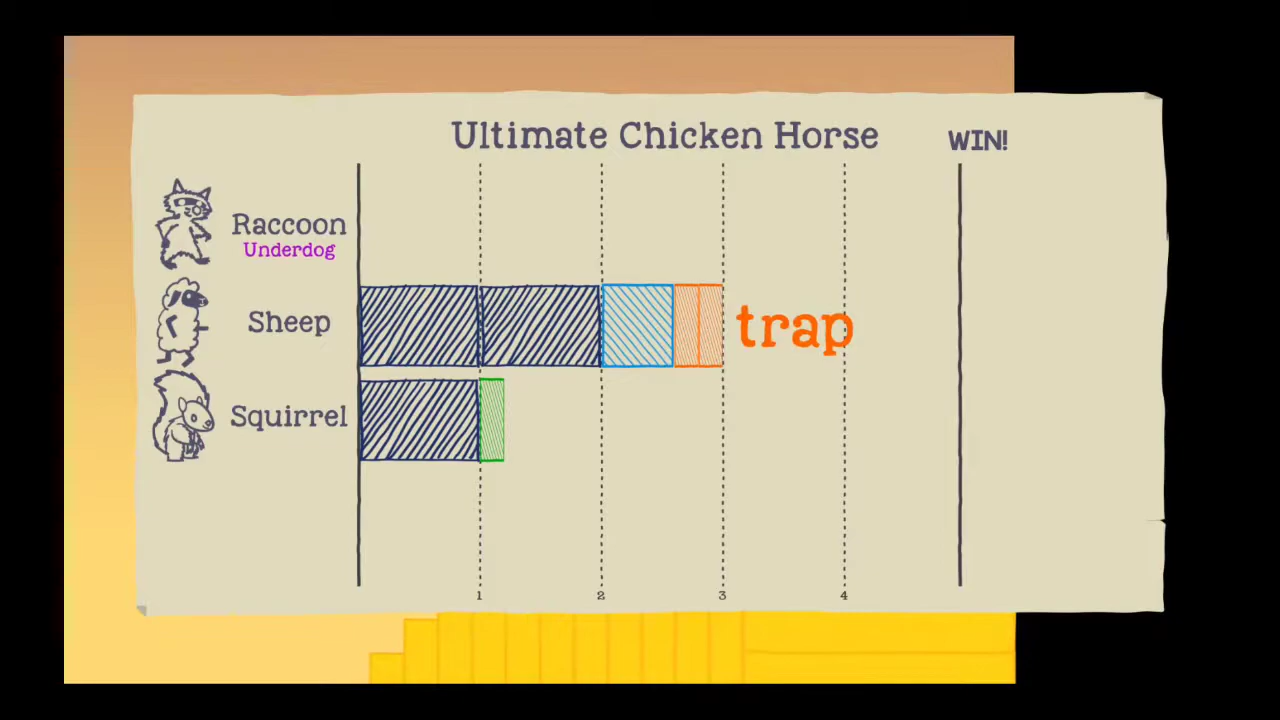 Ultimate Chicken Horse
WIN!
Raccoon
Underdog
Sheep
trap
Squirrel
1 2 3 4